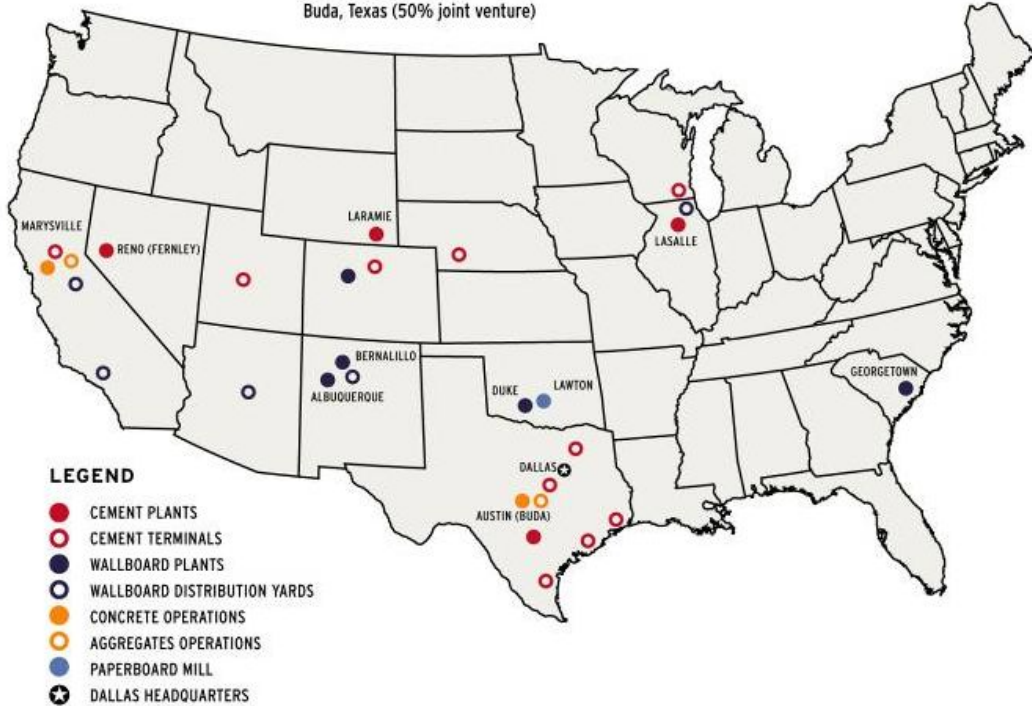 Buda, Texas (50% joint venture)
LARAMIE
MARYSVILLE
RENO (FERNLEY)
LASALLE
BERNALILLO
ALBUQUERQUE
DUKE
LAWTON
GEORGETOWN
DALLAS
AUSTIN (BUDA)
LEGEND
CEMENT PLANTS
CEMENT TERMINALS
WALLBOARD PLANTS
WALLBOARD DISTRIBUTION YARDS
CONCRETE OPERATIONS
AGGREGATES OPERATIONS
PAPERBOARD MILL
DALLAS HEADQUARTERS